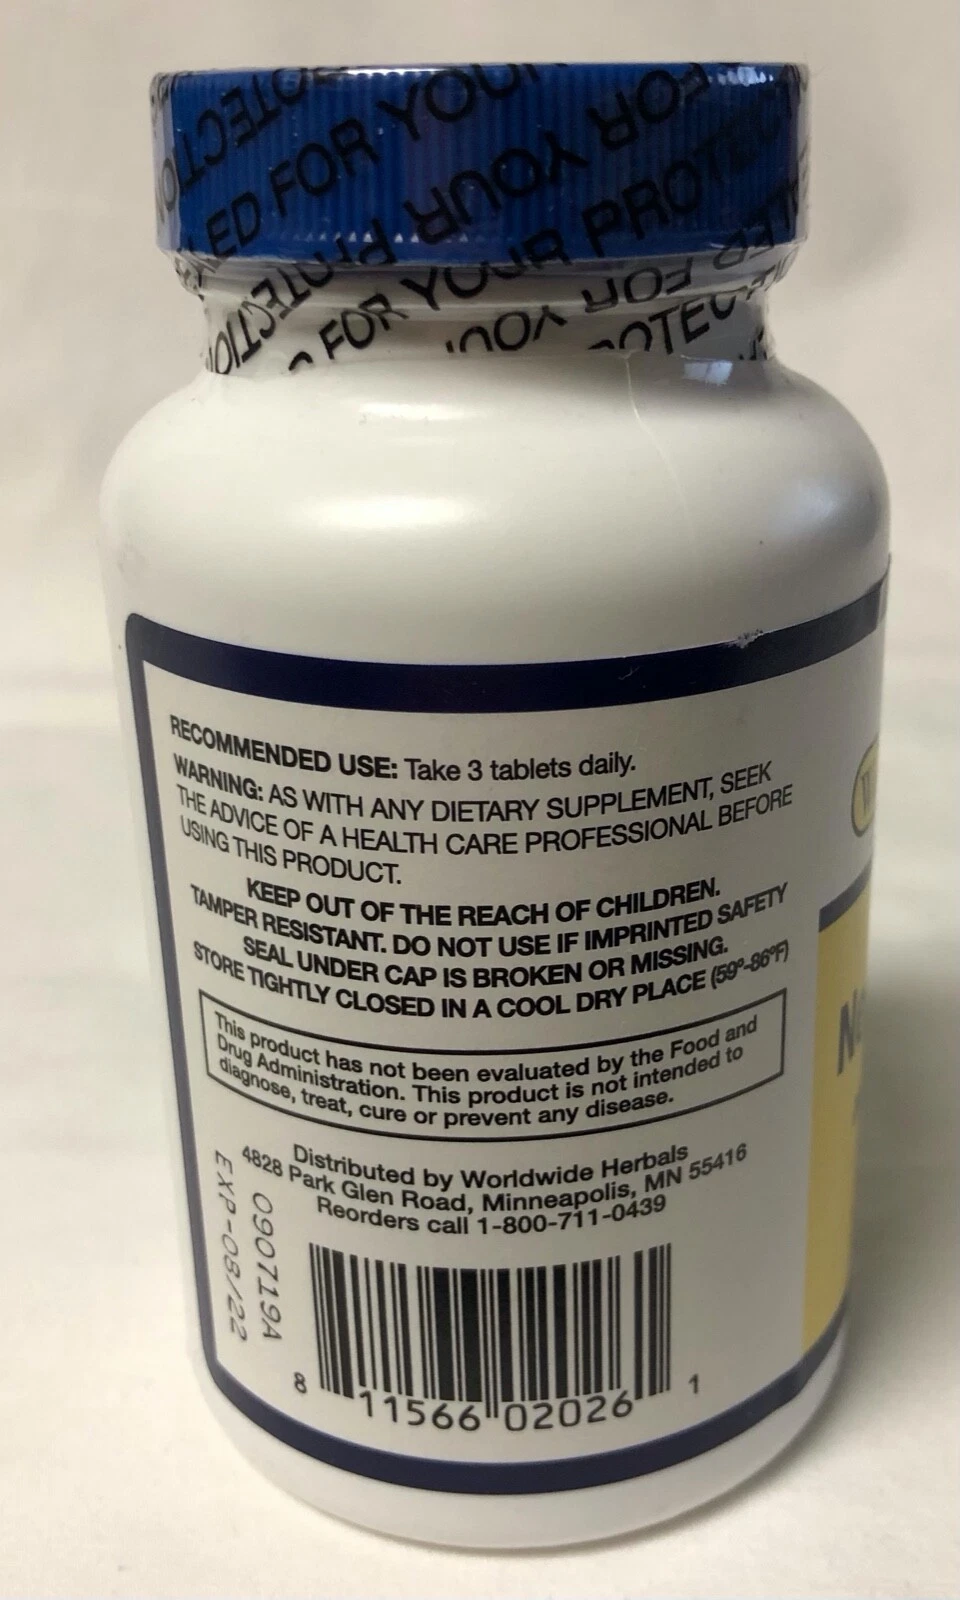 SEALED FOR YOUR PROTECTION
FOR YOUR PROTECTION
RECOMMENDED USE: Take 3 tablets daily.
WARNING: AS WITH ANY DIETARY SUPPLEMENT, SEEK
THE ADVICE OF A HEALTH CARE PROFESSIONAL BEFORE
USING THIS PRODUCT.
KEEP OUT OF THE REACH OF CHILDREN.
TAMPER RESISTANT. DO NOT USE IF IMPRINTED SAFETY
SEAL UNDER CAP IS BROKEN OR MISSING.
STORE TIGHTLY CLOSED IN A COOL DRY PLACE (59º-86ºF)
This product has not been evaluated by the Food and
Drug Administration. This product is not intended to
diagnose, treat, cure or prevent any disease.
Distributed by Worldwide Herbals
4828 Park Glen Road, Minneapolis, MN 55416
Reorders call 1-800-711-0439
090719A
EXP-08/22
8 11566 02026 1